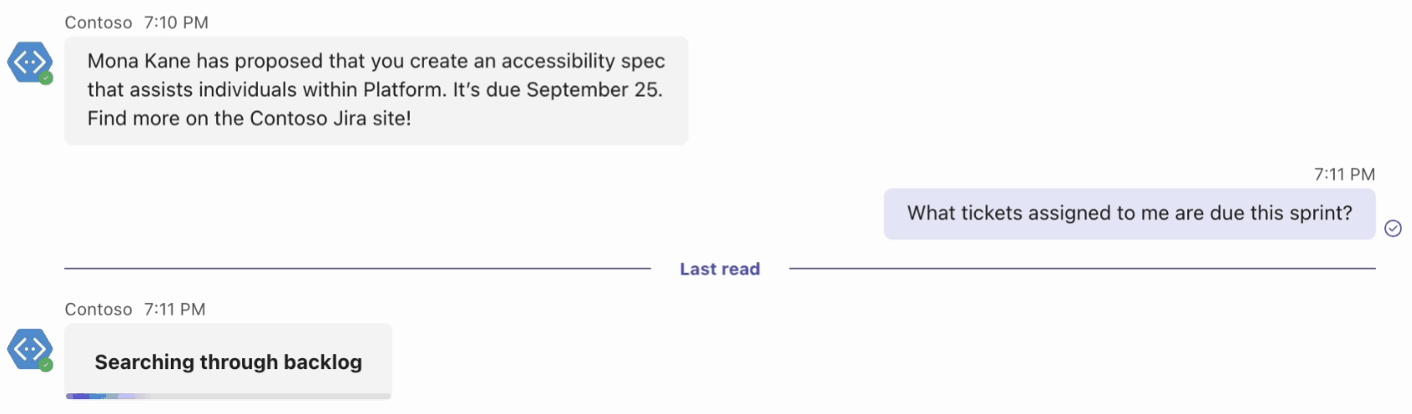 Contoso 7:10 PM
Mona Kane has proposed that you create an accessibility spec
that assists individuals within Platform. It’s due September 25.
Find more on the Contoso Jira site!
7:11 PM
What tickets assigned to me are due this sprint?
Last read
Contoso 7:11 PM
Searching through backlog